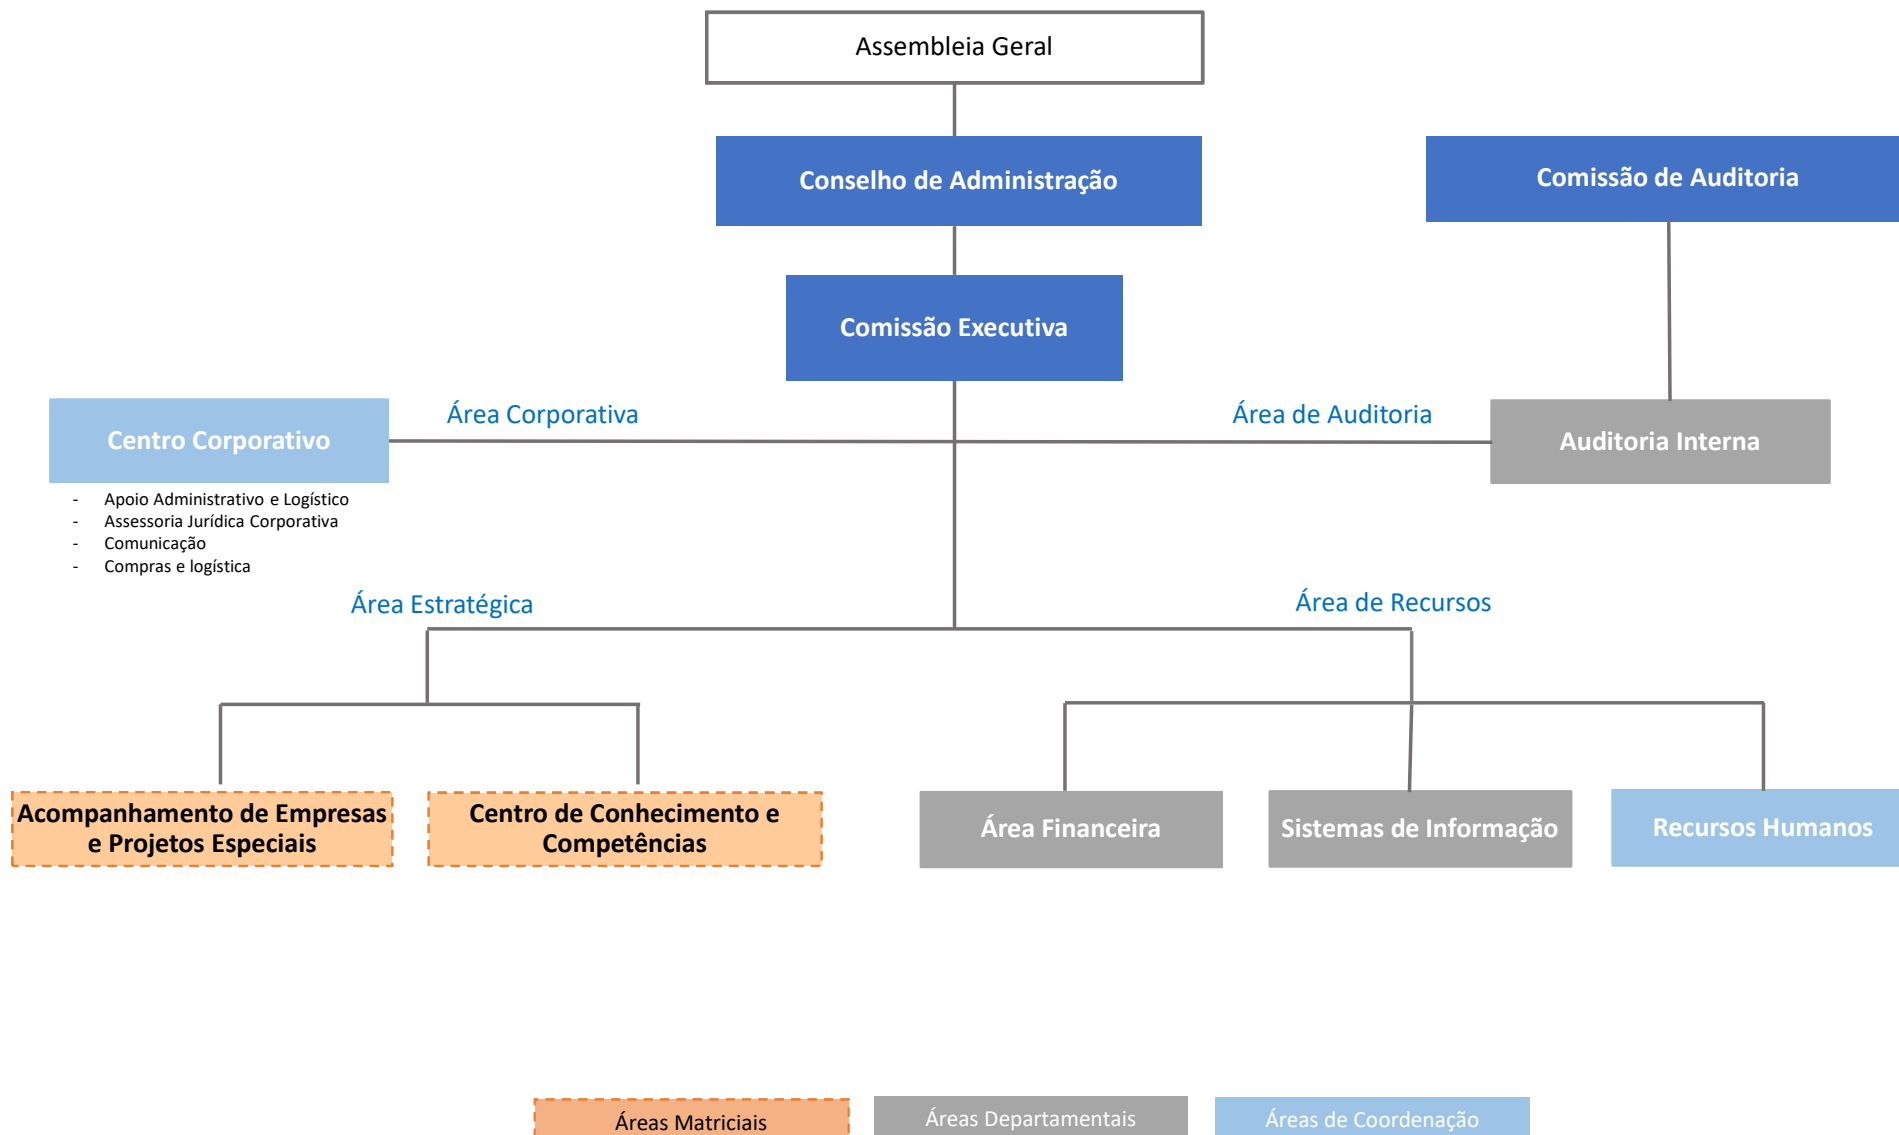 Assembleia Geral
Conselho de Administração
Comissão de Auditoria
Comissão Executiva
Área Corporativa
Área de Auditoria
Centro Corporativo
Auditoria Interna
- Apoio Administrativo e Logístico
- Assessoria Jurídica Corporativa
- Comunicação
- Compras e logística
Área Estratégica
Área de Recursos
Acompanhamento de Empresas
e Projetos Especiais
Centro de Conhecimento e
Competências
Área Financeira
Sistemas de Informação
Recursos Humanos
Áreas Matriciais
Áreas Departamentais
Áreas de Coordenação